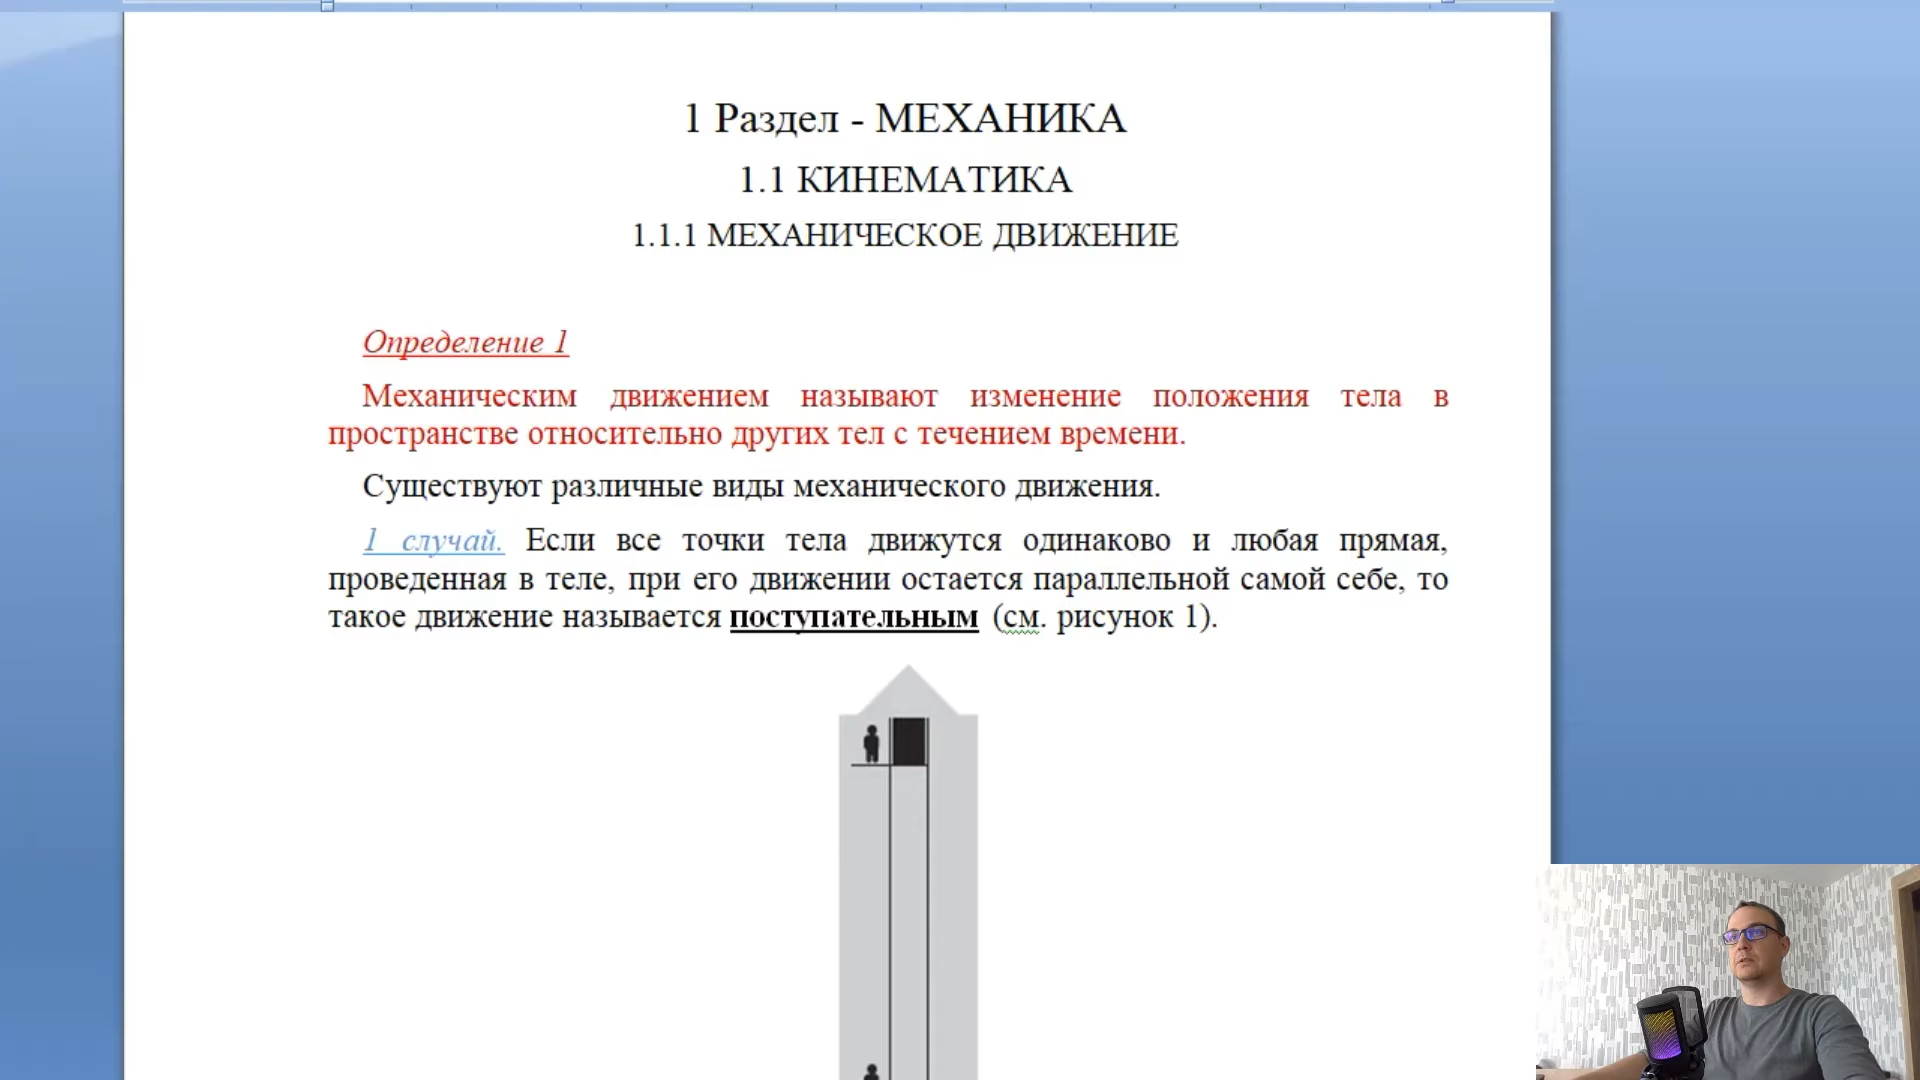 1 Раздел - МЕХАНИКА
1.1 КИНЕМАТИКА
1.1.1 МЕХАНИЧЕСКОЕ ДВИЖЕНИЕ
Определение 1
Механическим движением называют изменение положения тела в
пространстве относительно других тел с течением времени.
Существуют различные виды механического движения.
1 случай. Если все точки тела движутся одинаково и любая прямая,
проведенная в теле, при его движении остается параллельной самой себе, то
такое движение называется поступательным (см. рисунок 1).